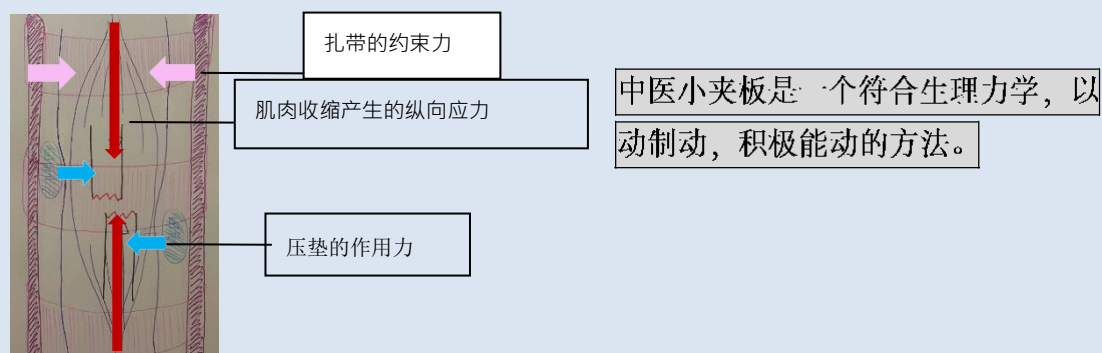 扎带的约束力
肌肉收缩产生的纵向应力
压垫的作用力
中医小夹板是一个符合生理力学，以
动制动，积极能动的方法。